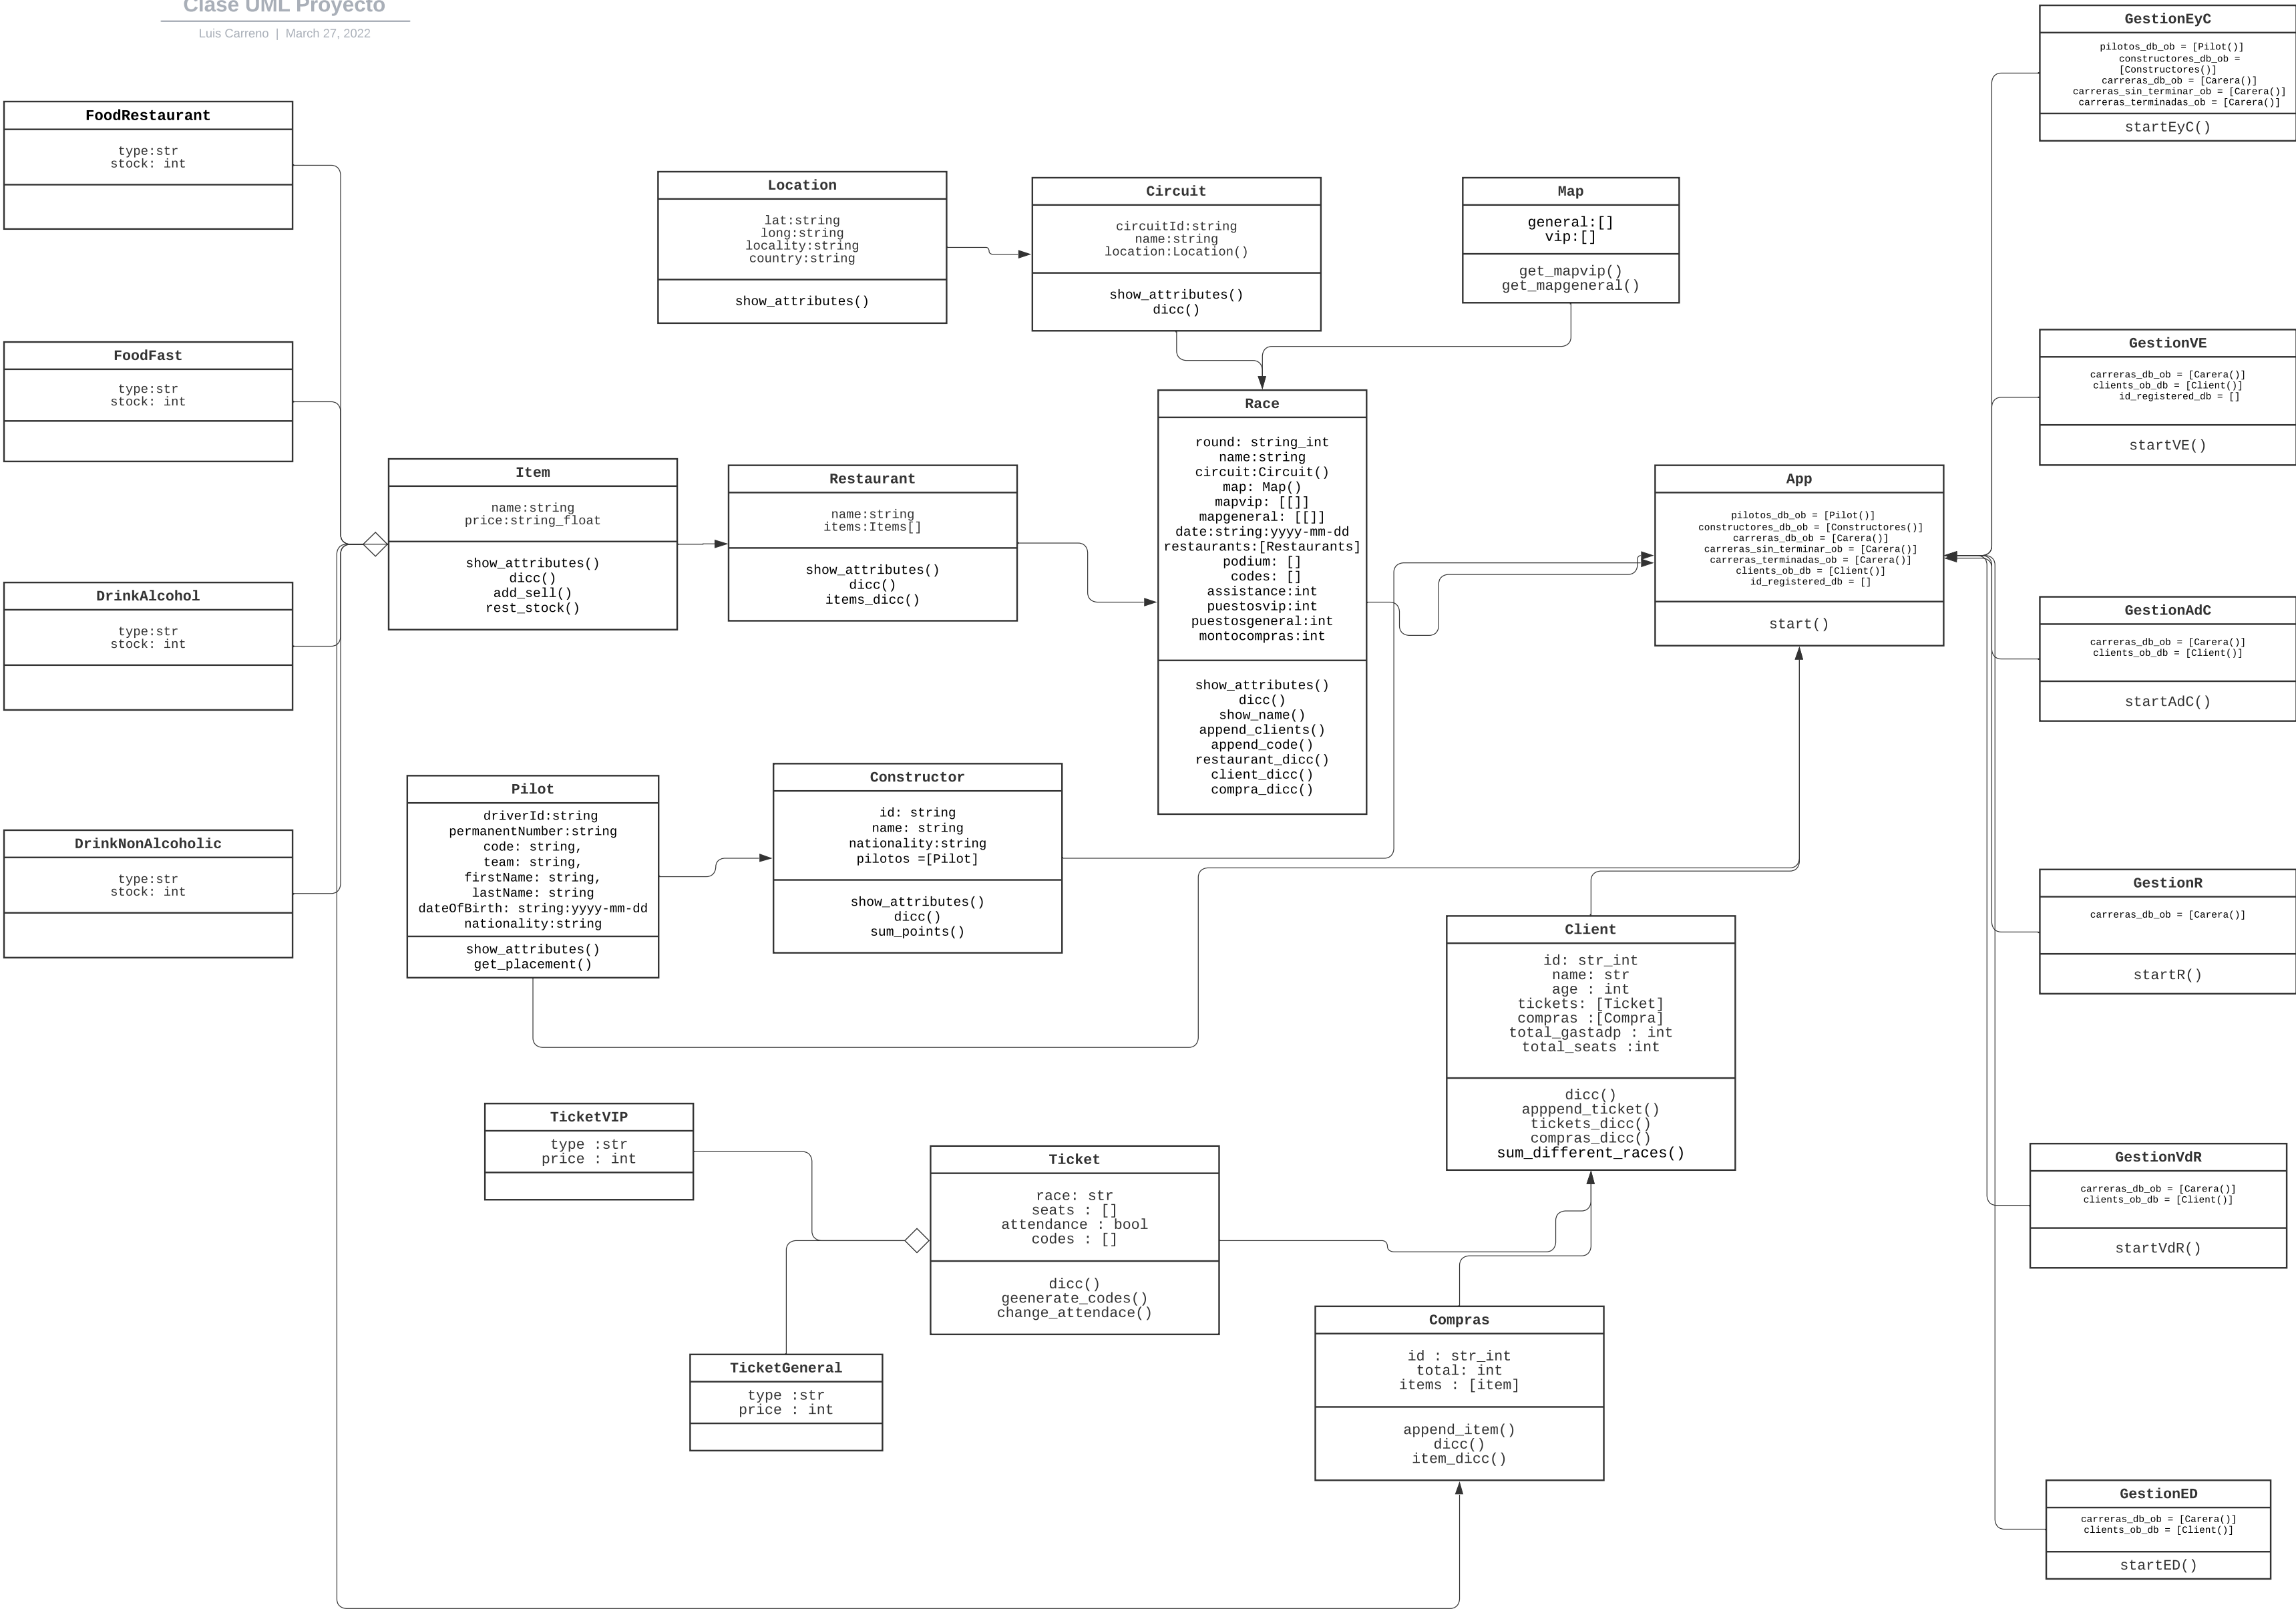 Clase UML Proyecto
Luis Carreno | March 27, 2022
FoodRestaurant
type:str
stock: int
FoodFast
type:str
stock: int
DrinkAlcohol
type:str
stock: int
DrinkNonAlcoholic
type:str
stock: int
Location
lat:string
long:string
locality:string
country:string
show_attributes()
Circuit
circuitId:string
name:string
location:Location()
show_attributes()
dicc()
Map
general:[]
vip:[]
get_mapvip()
get_mapgeneral()
Item
name:string
price:string_float
show_attributes()
dicc()
add_sell()
rest_stock()
Restaurant
name:string
items:Items[]
show_attributes()
dicc()
items_dicc()
Race
round: string_int
name:string
circuit:Circuit()
map: Map()
mapvip: [[]]
mapgeneral: [[]]
date:string:yyyy-mm-dd
restaurants:[Restaurants]
podium: []
codes: []
assistance:int
puestosvip:int
puestosgeneral:int
montocompras:int
show_attributes()
dicc()
show_name()
append_clients()
append_code()
restaurant_dicc()
client_dicc()
compra_dicc()
App
pilotos_db_ob = [Pilot()]
constructores_db_ob = [Constructores()]
carreras_db_ob = [Carera()]
carreras_sin_terminar_ob = [Carera()]
carreras_terminadas_ob = [Carera()]
clients_ob_db = [Client()]
id_registered_db = []
start()
Pilot
driverId:string
permanentNumber:string
code: string,
team: string,
firstName: string,
lastName: string
dateOfBirth: string:yyyy-mm-dd
nationality:string
show_attributes()
get_placement()
Constructor
id: string
name: string
nationality:string
pilotos =[Pilot]
show_attributes()
dicc()
sum_points()
Client
id: str_int
name: str
age : int
tickets: [Ticket]
compras :[Compra]
total_gastadp : int
total_seats :int
dicc()
apppend_ticket()
tickets_dicc()
compras_dicc()
sum_different_races()
TicketVIP
type :str
price : int
TicketGeneral
type :str
price : int
Ticket
race: str
seats : []
attendance : bool
codes : []
dicc()
geenerate_codes()
change_attendace()
Compras
id : str_int
total: int
items : [item]
append_item()
dicc()
item_dicc()
GestionEyC
pilotos_db_ob = [Pilot()]
constructores_db_ob =
[Constructores()]
carreras_db_ob = [Carera()]
carreras_sin_terminar_ob = [Carera()]
carreras_terminadas_ob = [Carera()]
startEyC()
GestionVE
carreras_db_ob = [Carera()]
clients_ob_db = [Client()]
id_registered_db = []
startVE()
GestionAdC
carreras_db_ob = [Carera()]
clients_ob_db = [Client()]
startAdC()
GestionR
carreras_db_ob = [Carera()]
startR()
GestionVdR
carreras_db_ob = [Carera()]
clients_ob_db = [Client()]
startVdR()
GestionED
carreras_db_ob = [Carera()]
clients_ob_db = [Client()]
startED()